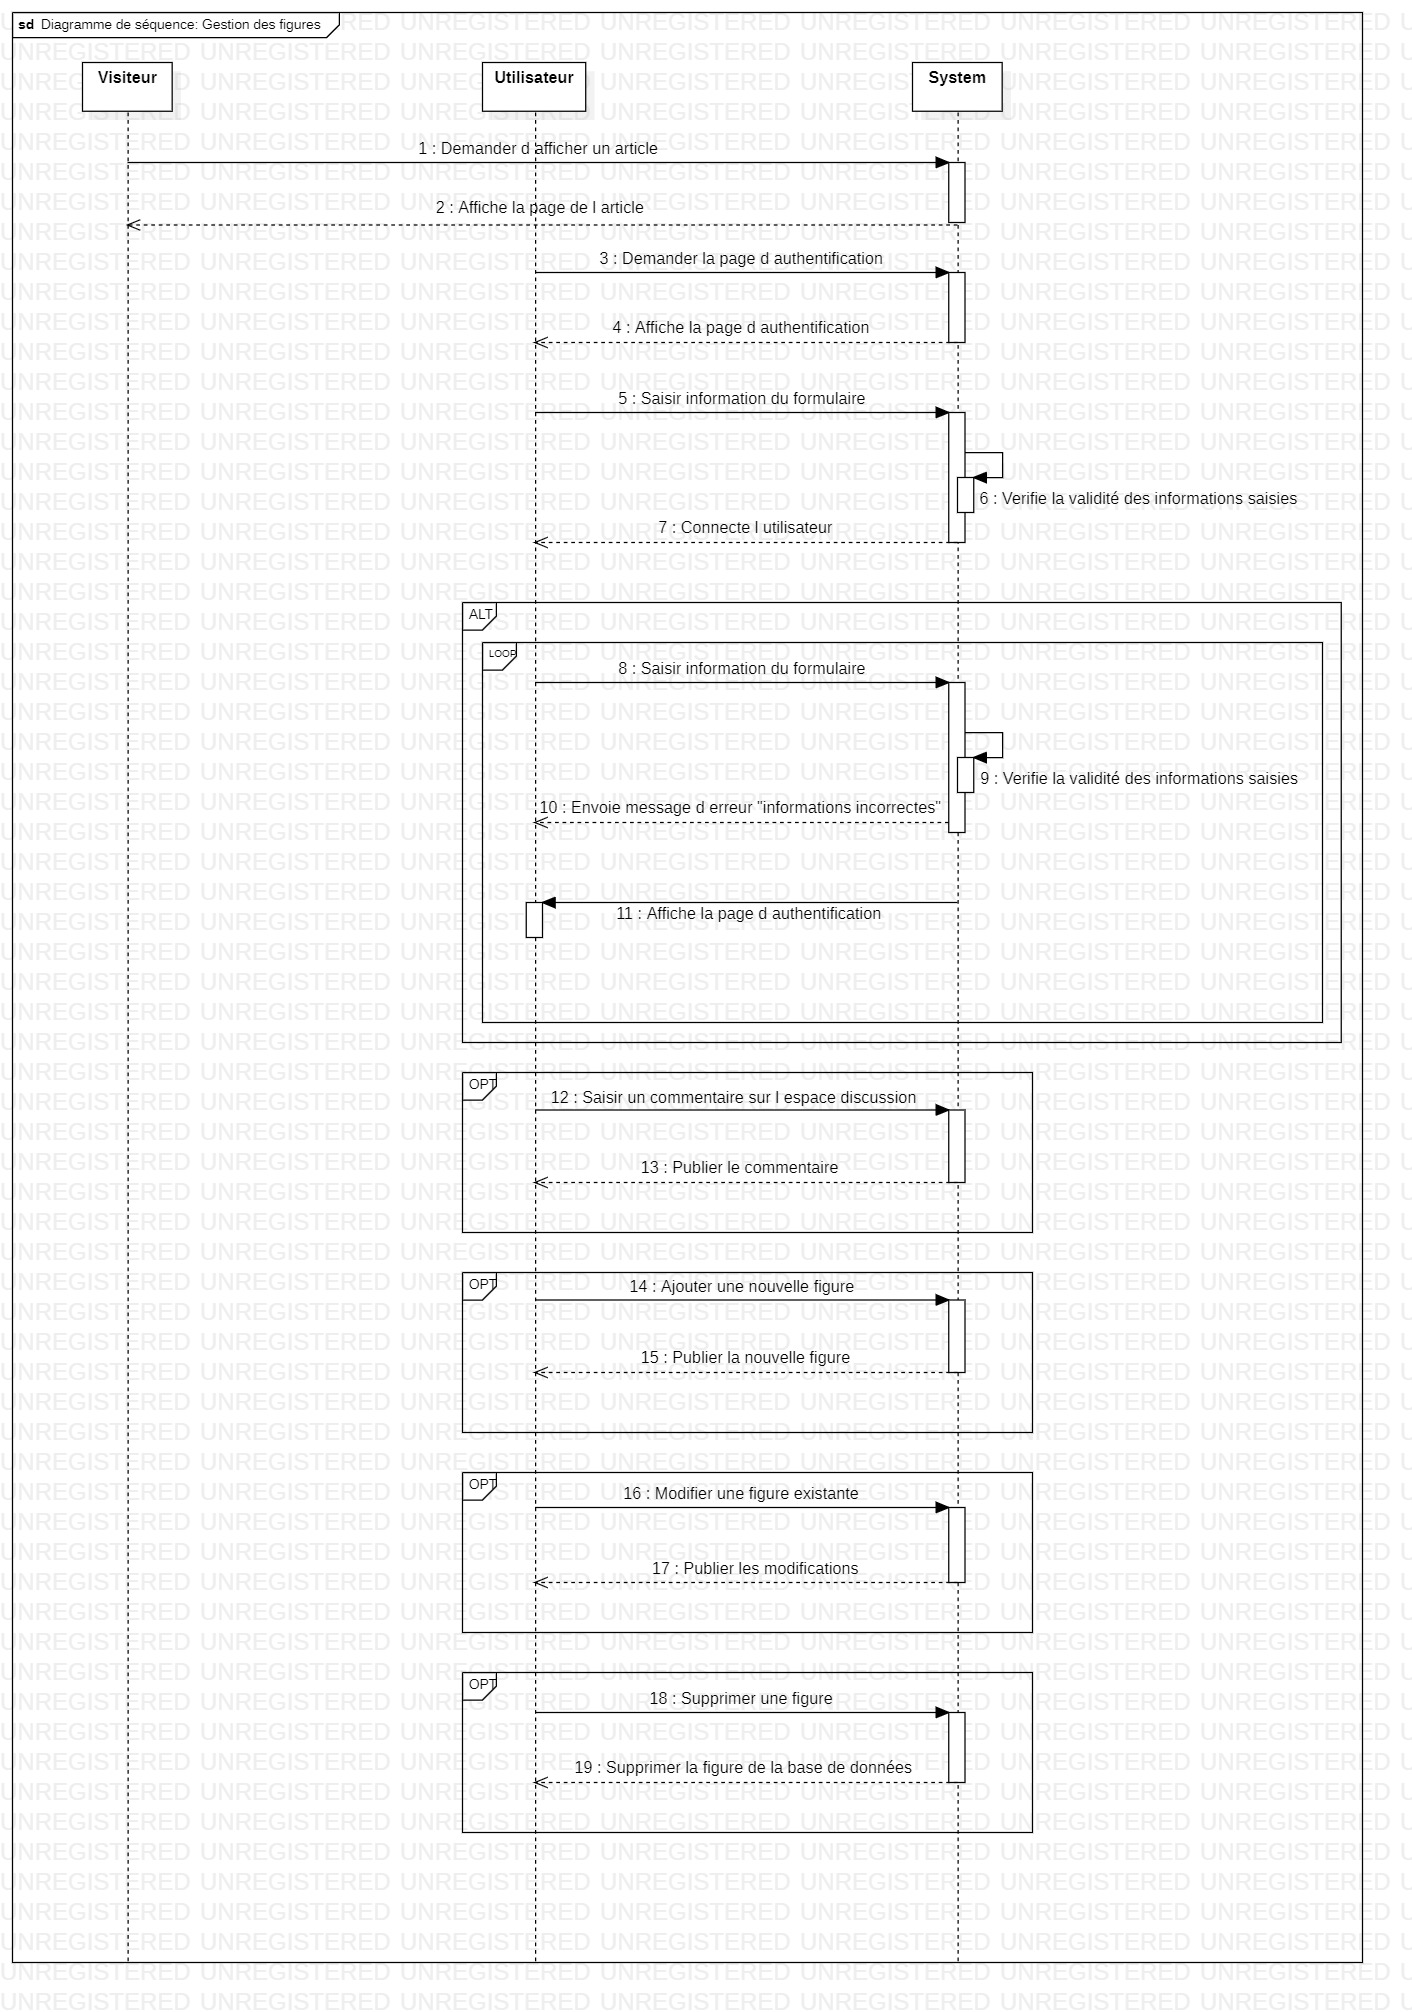 sd Diagramme de séquence: Gestion des figures
Visiteur
Utilisateur
System
1 : Demander d afficher un article
2 : Affiche la page de l article
3 : Demander la page d authentification
4 : Affiche la page d authentification
5 : Saisir information du formulaire
6 : Verifie la validité des informations saisies
7 : Connecte l utilisateur
ALT
LOOP
8 : Saisir information du formulaire
9 : Verifie la validité des informations saisies
10 : Envoie message d erreur "informations incorrectes"
11 : Affiche la page d authentification
OPT
12 : Saisir un commentaire sur l espace discussion
13 : Publier le commentaire
OPT
14 : Ajouter une nouvelle figure
15 : Publier la nouvelle figure
OPT
16 : Modifier une figure existante
17 : Publier les modifications
OPT
18 : Supprimer une figure
19 : Supprimer la figure de la base de données
UNREGISTERED